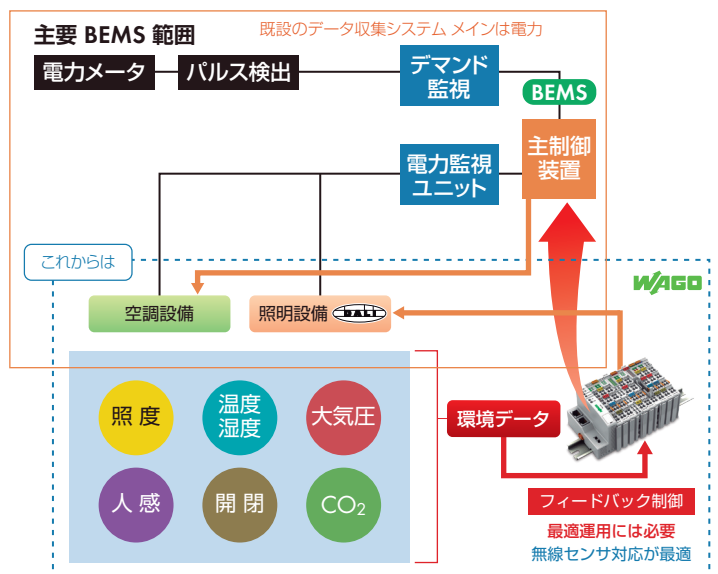 主要 BEMS 範囲
既設のデータ収集システム メインは電力
電力メータ
パルス検出
デマンド
監視
BEMS
主制御
装置
電力監視
ユニット
これからは
WAGO
空調設備
照明設備 DALI
照度
温度
湿度
大気圧
環境データ
人感
開閉
CO₂
フィードバック制御
最適運用には必要
無線センサ対応が最適